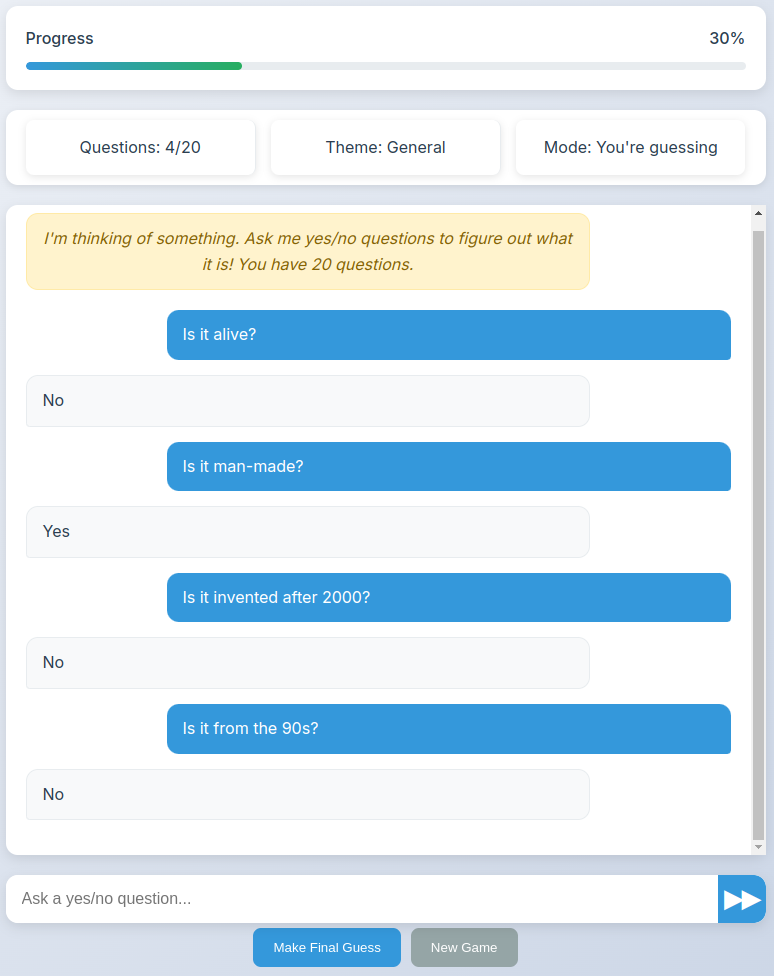 Progress
30%
Questions: 4/20
Theme: General
Mode: You're guessing
I'm thinking of something. Ask me yes/no questions to figure out what
it is! You have 20 questions.
Is it alive?
No
Is it man-made?
Yes
Is it invented after 2000?
No
Is it from the 90s?
No
Ask a yes/no question...
Make Final Guess
New Game